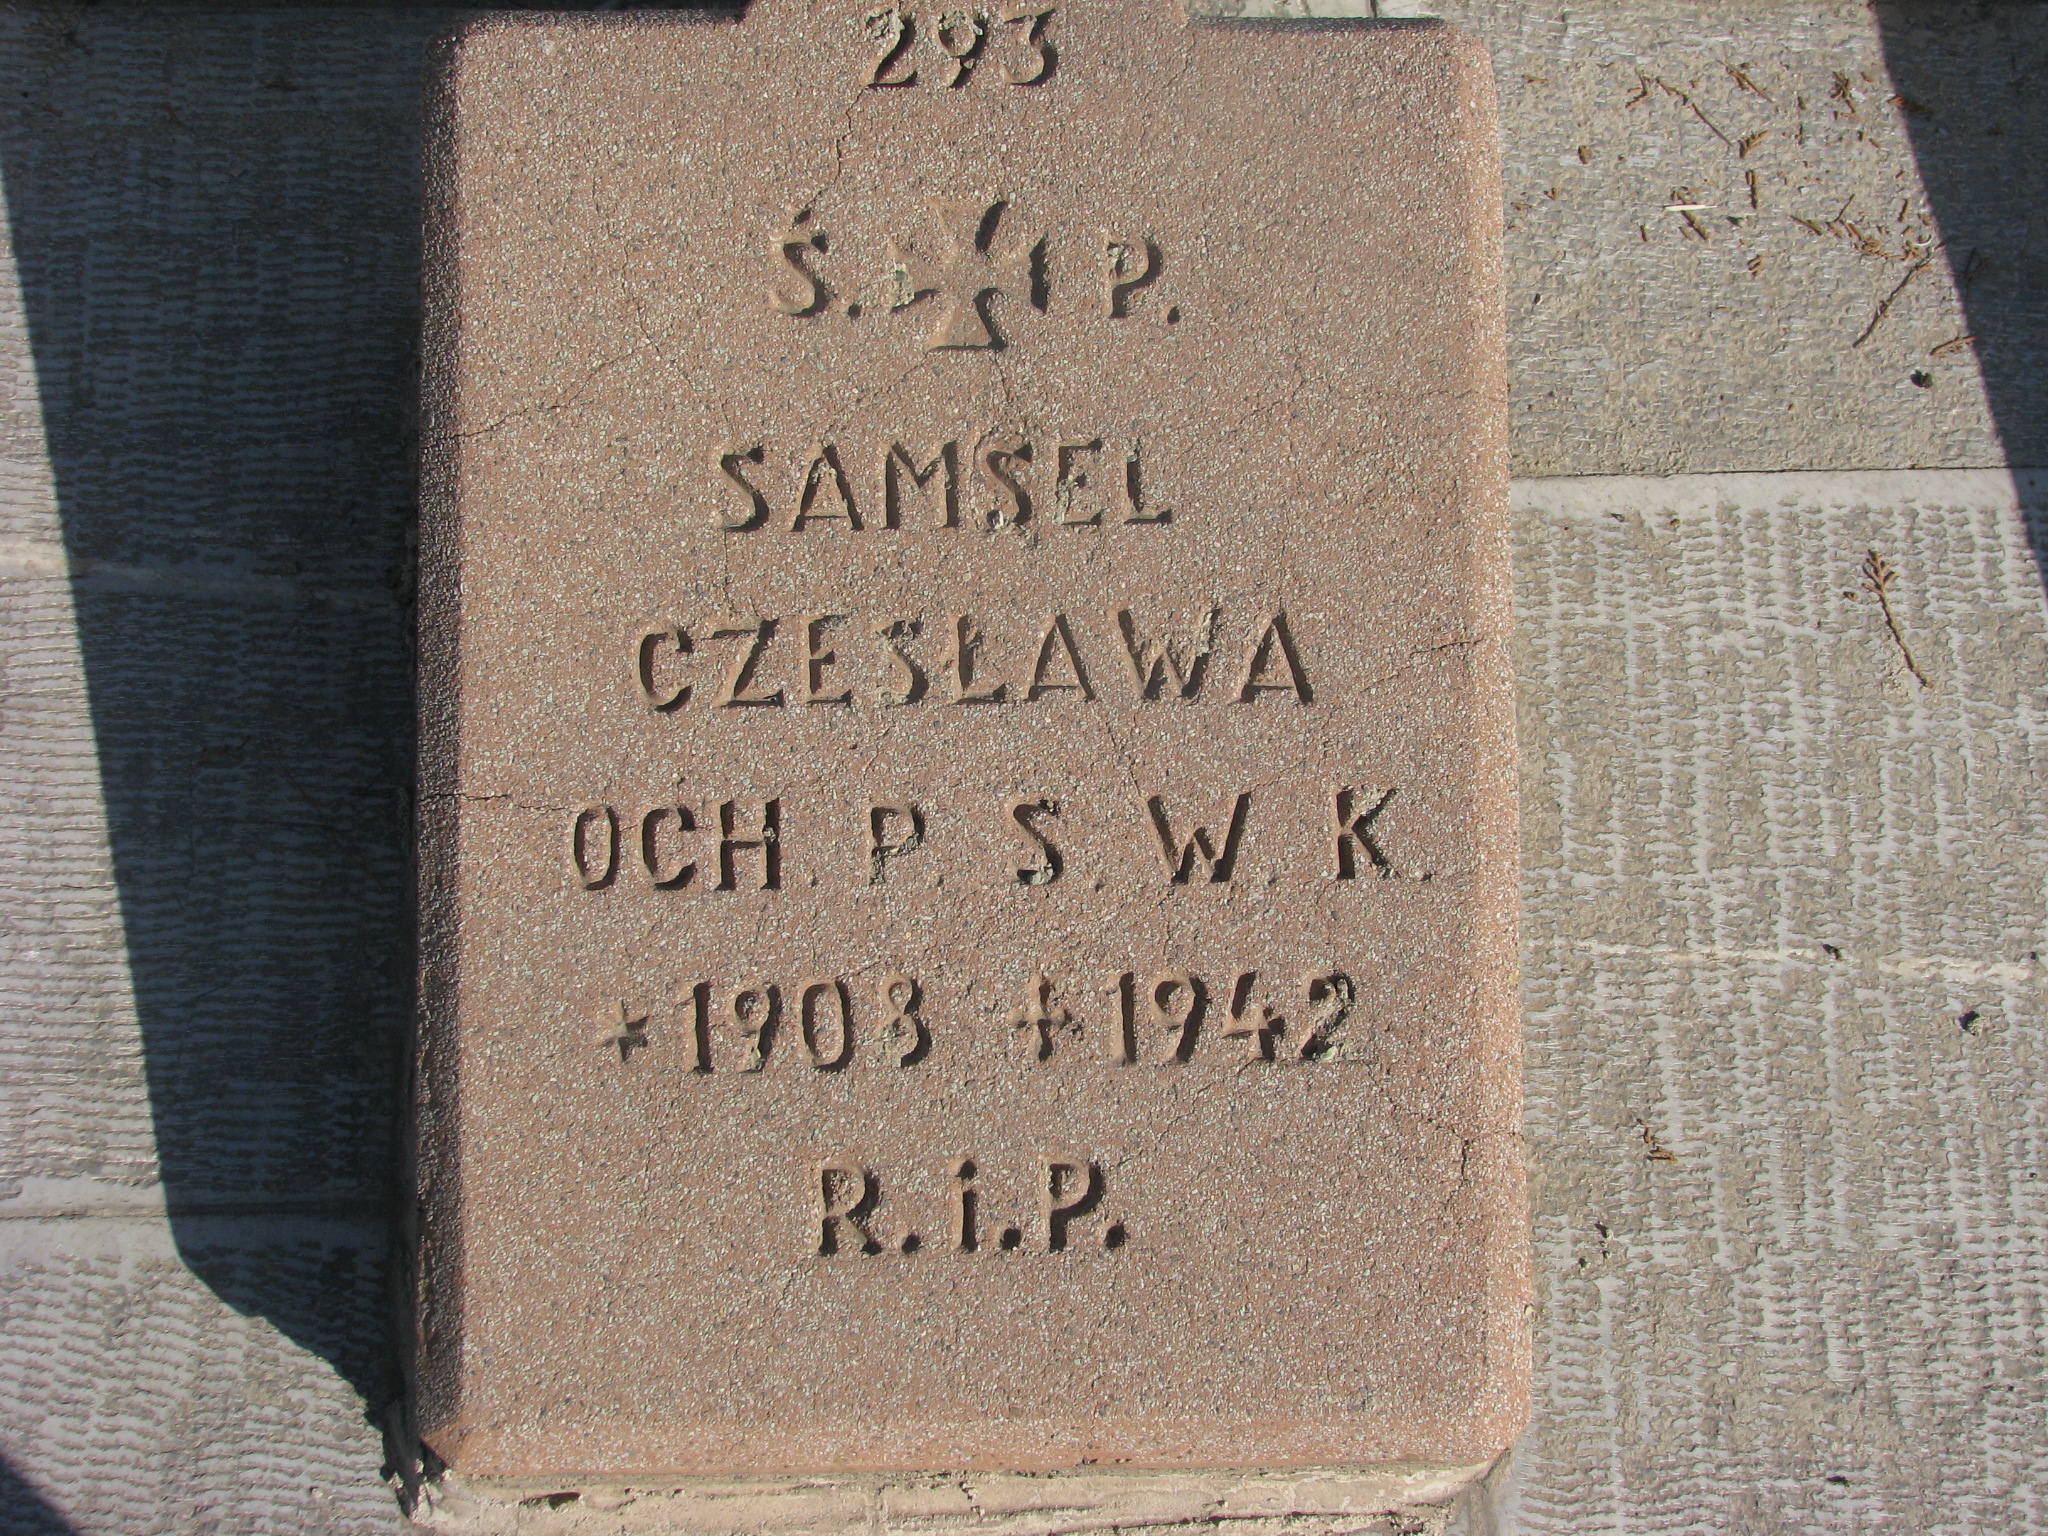 293
Ś. P.
SAMSEL
CZESŁAWA
OCH. P. S. W. K.
*1908 †1942
R.i.P.